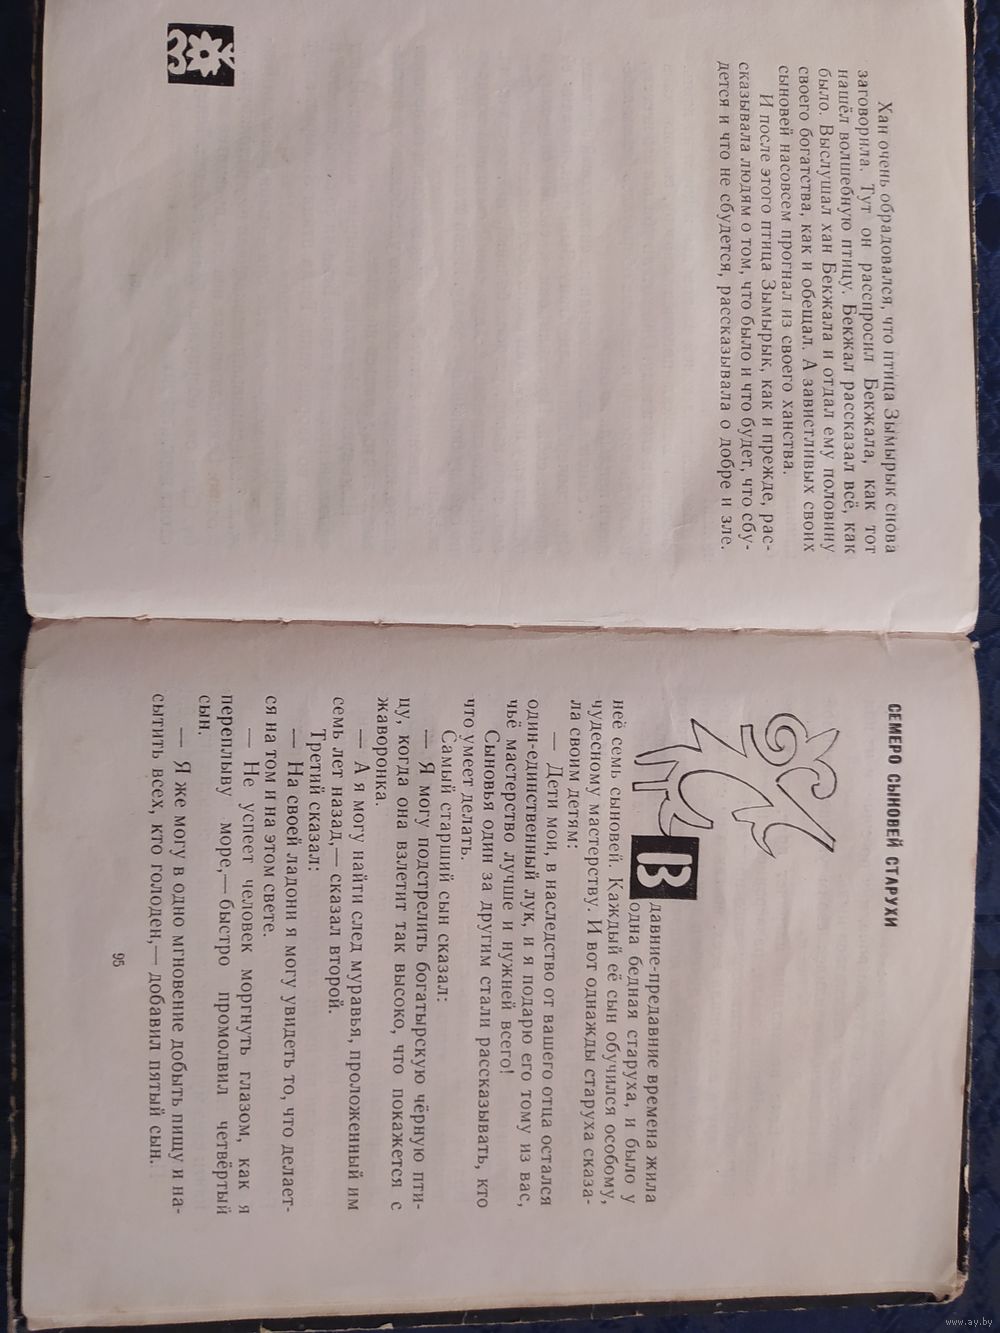 Хан очень обрадовался, что птица Зымырык снова
заговорила. Тут он расспросил Бекжала, как тот
нашёл волшебную птицу. Бекжал рассказал всё, как
было. Выслушал хан Бекжала и отдал ему половину
своего богатства, как и обещал. А завистливых своих
сыновей насовсем прогнал из своего ханства.
И после этого птица Зымырык, как и прежде, рас-
сказывала людям о том, что было и что будет, что сбу-
дется и что не сбудется, рассказывала о добре и зле.
СЕМЕРО СЫНОВЕЙ СТАРУХИ
В давние-предавние времена жила
одна бедная старуха, и было у
неё семь сыновей. Каждый её сын обучился особому,
чудесному мастерству. И вот однажды старуха сказа-
ла своим детям:
— Дети мои, в наследство от вашего отца остался
один-единственный лук, и я подарю его тому из вас,
чьё мастерство лучше и нужней всего!
Сыновья один за другим стали рассказывать, кто
что умеет делать.
Самый старший сын сказал:
— Я могу подстрелить богатырскую чёрную пти-
цу, когда она взлетит так высоко, что покажется с
жаворонка.
— А я могу найти след муравья, проложенный им
семь лет назад,— сказал второй.
Третий сказал:
— На своей ладони я могу увидеть то, что делает-
ся на том и на этом свете.
— Не успеет человек моргнуть глазом, как я
переплыву море,— быстро промолвил четвёртый
сын.
— Я же могу в одно мгновение добыть пищу и на-
сытить всех, кто голоден,— добавил пятый сын.
95
www.ay.by